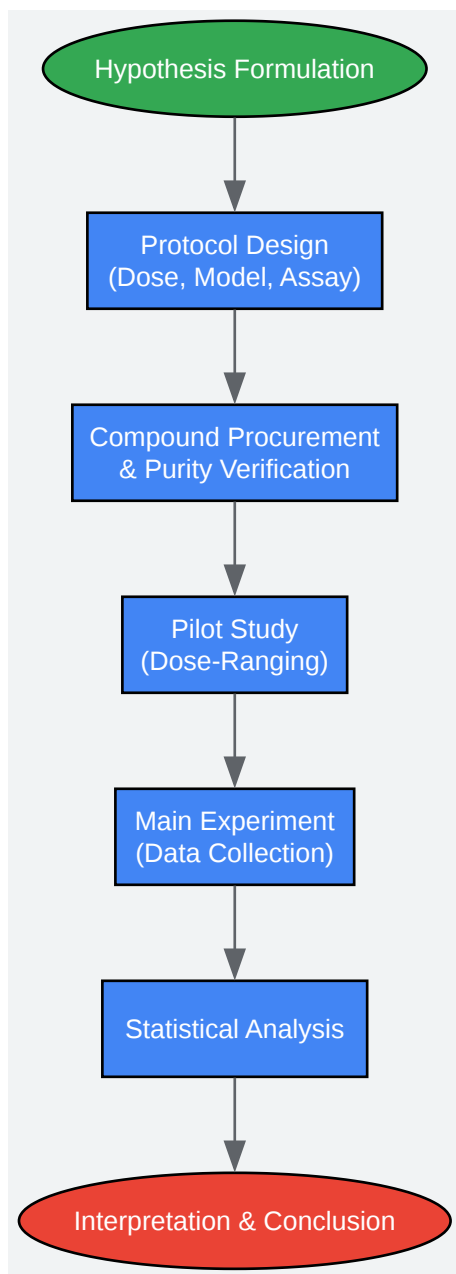 Hypothesis Formulation
Protocol Design
(Dose, Model, Assay)
Compound Procurement
& Purity Verification
Pilot Study
(Dose-Ranging)
Main Experiment
(Data Collection)
Statistical Analysis
Interpretation & Conclusion